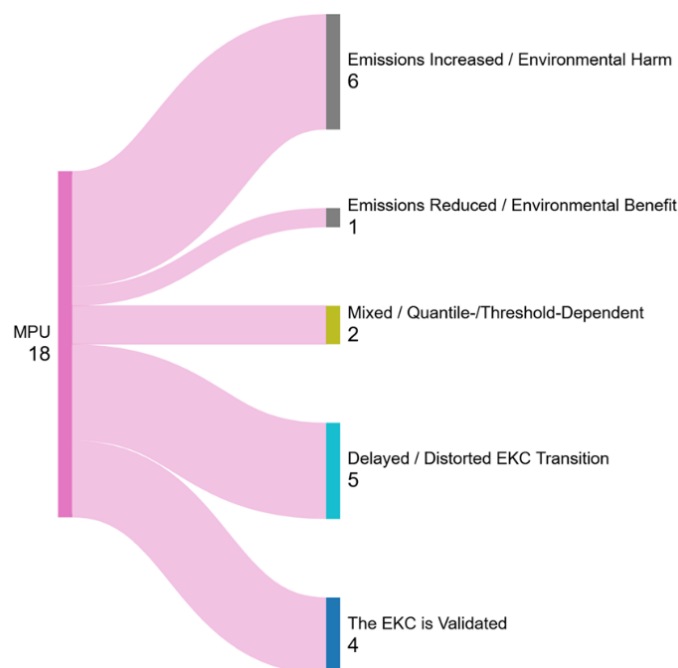 Emissions Increased / Environmental Harm
6
Emissions Reduced / Environmental Benefit
1
Mixed / Quantile-/Threshold-Dependent
2
MPU
18
Delayed / Distorted EKC Transition
5
The EKC is Validated
4